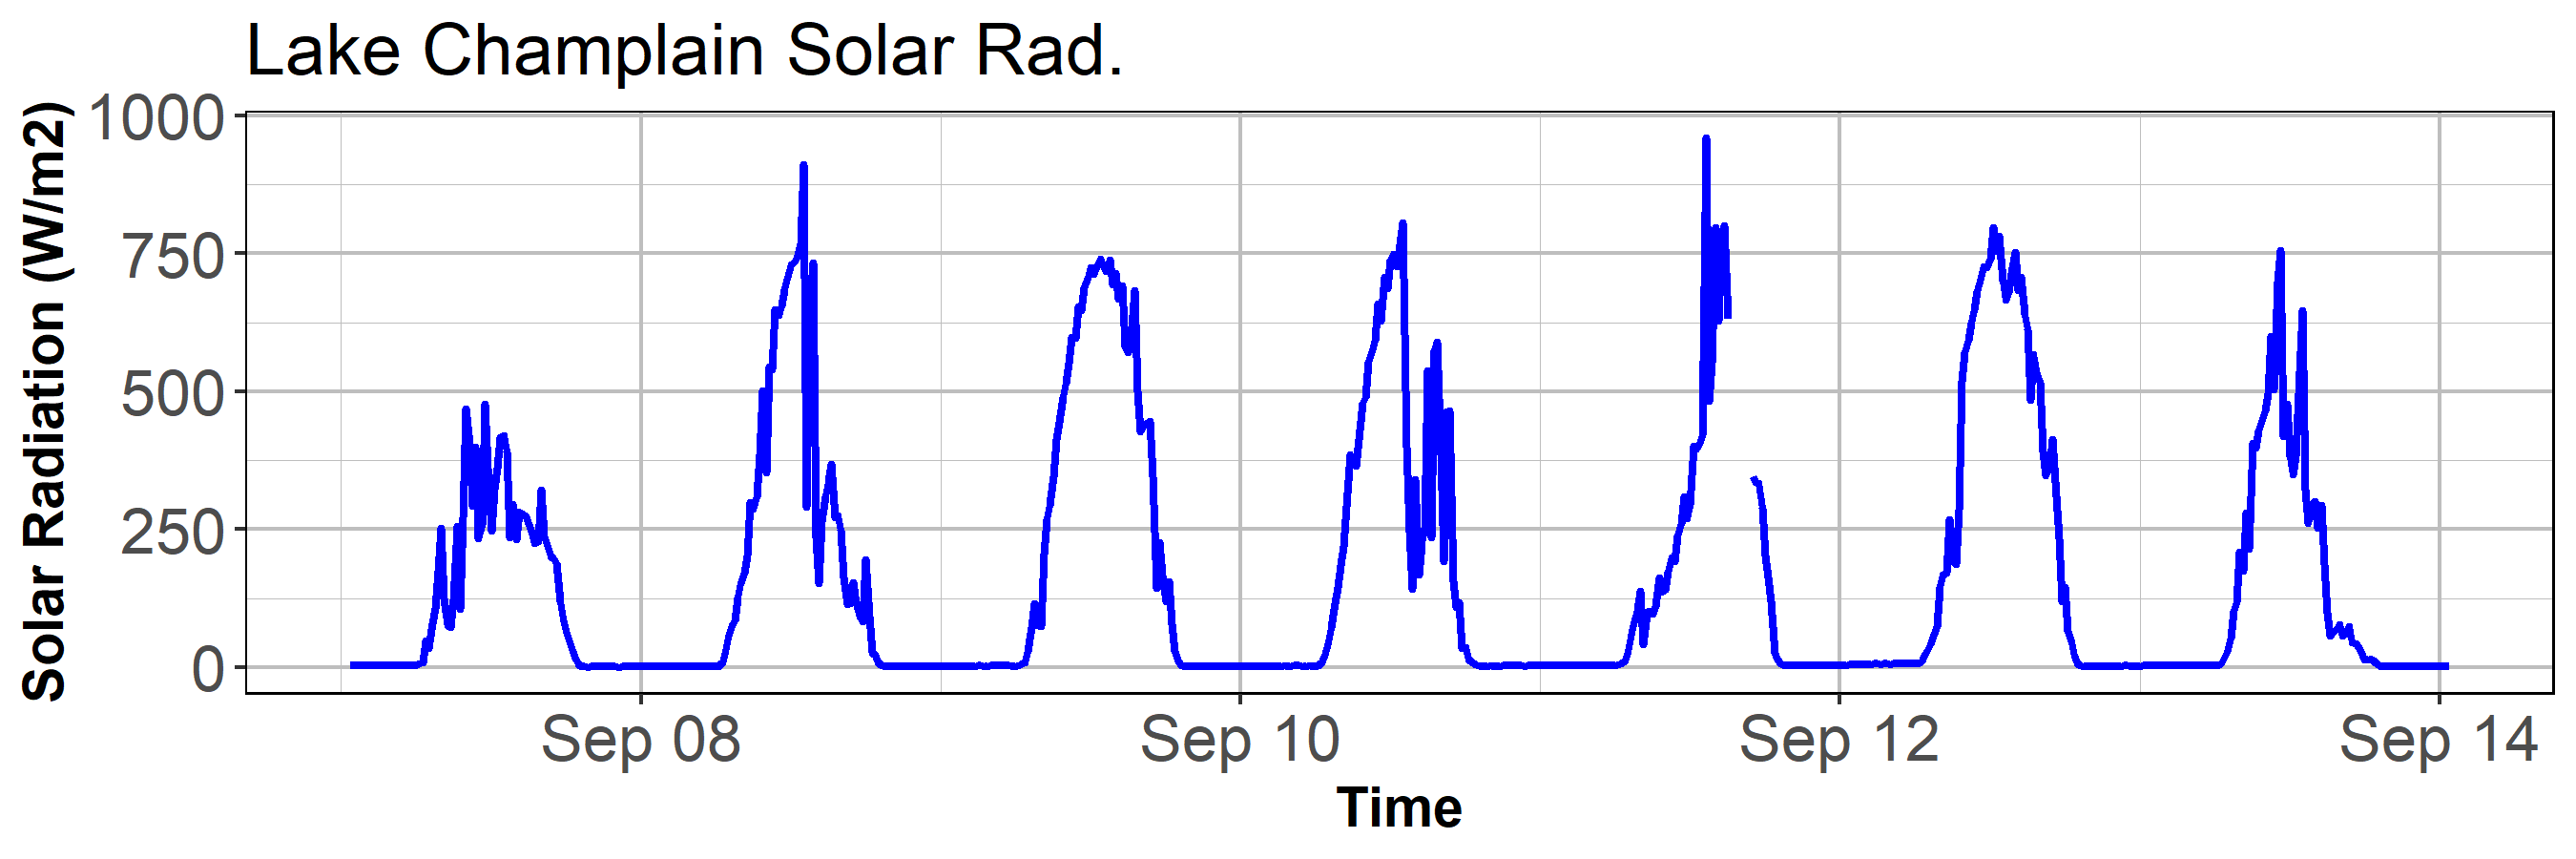 Lake Champlain Solar Rad.
Solar Radiation (W/m2)
1000
750
500
250
0
Sep 08 Sep 10 Sep 12 Sep 14
Time